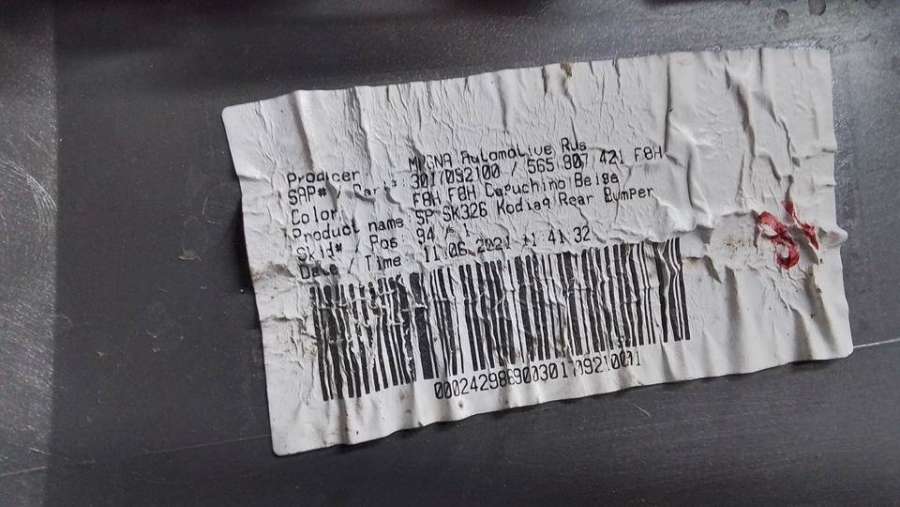 Producer MAGNA Automotive Rus
SAP# 3017092100 / 565 807 421 F8H
Color F8H F8H Capuchino Beige
Product name SP SK326 Kodiaq Rear Bumper
Skid# / Pos 94 / 1
Date / Time 11.06.2021 11 41 32